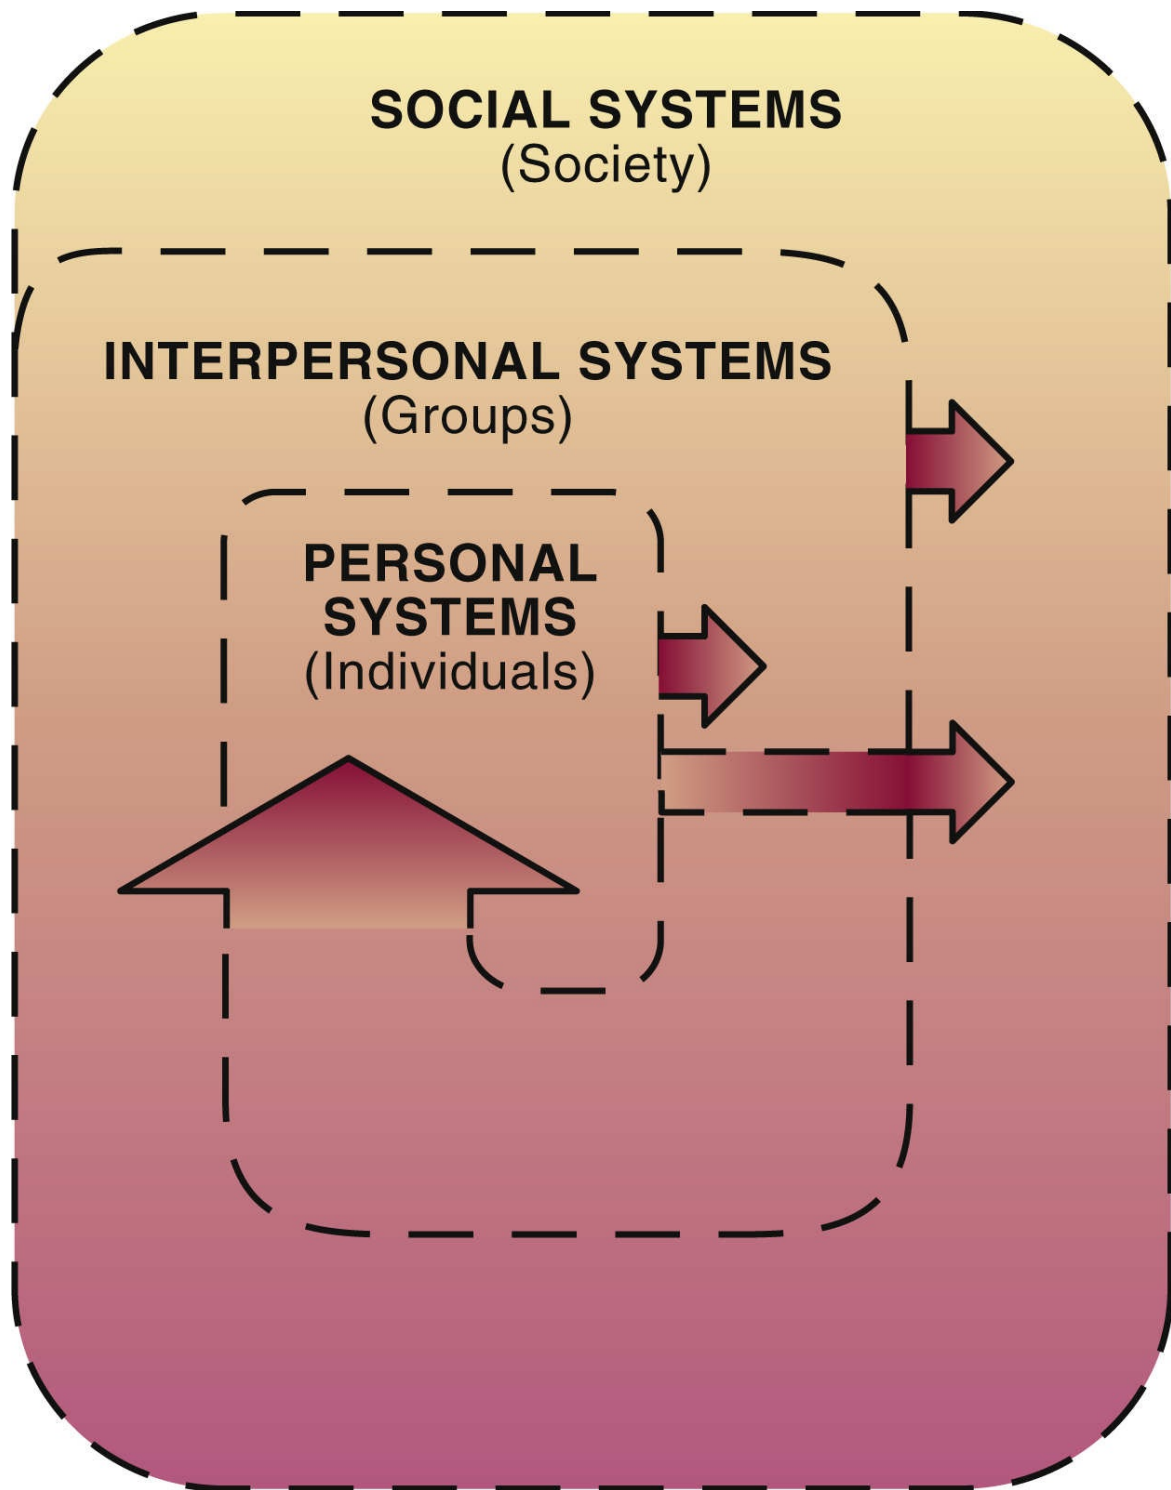 SOCIAL SYSTEMS
(Society)
INTERPERSONAL SYSTEMS
(Groups)
PERSONAL
SYSTEMS
(Individuals)